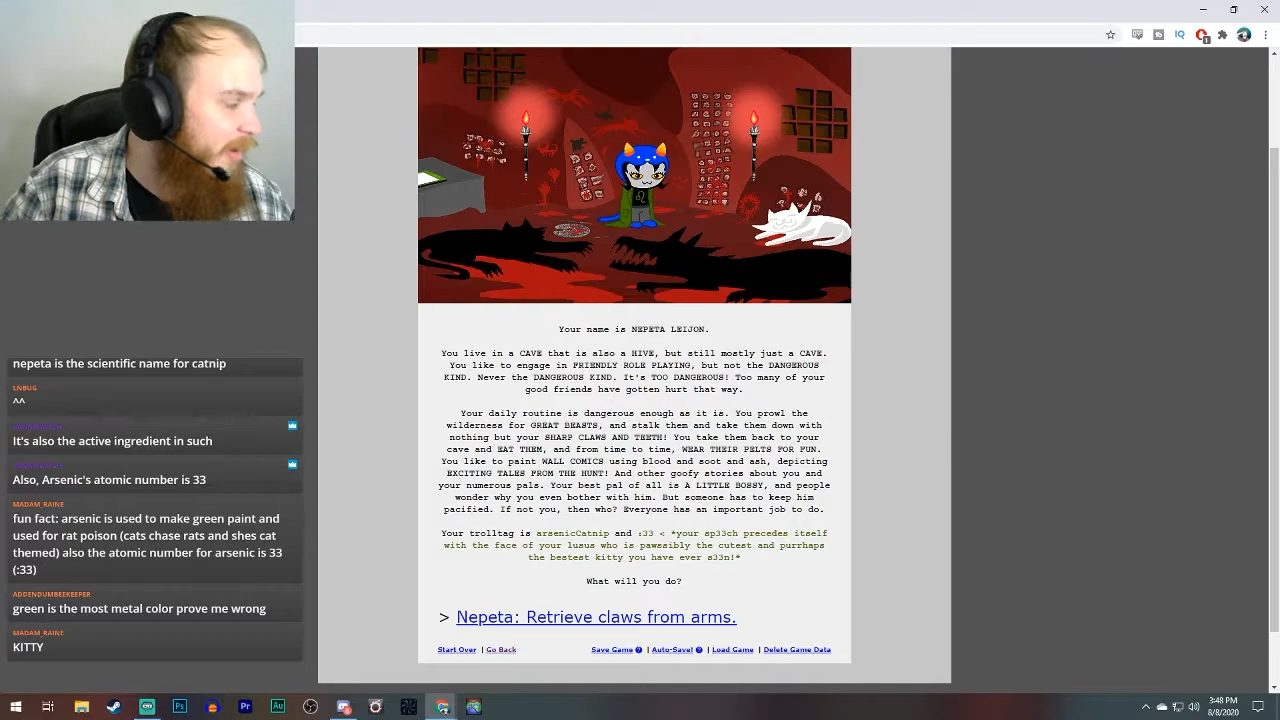 Your name is NEPETA LEIJON.
You live in a CAVE that is also a HIVE, but still mostly just a CAVE.
You like to engage in FRIENDLY ROLE PLAYING, but not the DANGEROUS
KIND. Never the DANGEROUS KIND. It's TOO DANGEROUS! Too many of your
good friends have gotten hurt that way.
Your daily routine is dangerous enough as it is. You prowl the
wilderness for GREAT BEASTS, and stalk them and take them down with
nothing but your SHARP CLAWS AND TEETH! You take them back to your
cave and EAT THEM, and from time to time, WEAR THEIR PELTS FOR FUN.
You like to paint WALL COMICS using blood and soot and ash, depicting
EXCITING TALES FROM THE HUNT! And other goofy stories about you and
your numerous pals. Your best pal of all is A LITTLE BOSSY, and people
wonder why you even bother with him. But someone has to keep him
pacified. If not you, then who? Everyone has an important job to do.
Your trolltag is arsenicCatnip and :33 < *your sp33ch precedes itself
with the face of your lusus who is pawssibly the cutest and purrhaps
the bestest kitty you have ever s33n!*
What will you do?
> Nepeta: Retrieve claws from arms.
Start Over | Go Back Save Game ? | Auto-Save! ? | Load Game | Delete Game Data
nepeta is the scientific name for catnip
LNBUG
^^
It's also the active ingredient in such
Also, Arsenic's atomic number is 33
MADAM_RAINE
fun fact: arsenic is used to make green paint and
used for rat poison (cats chase rats and shes cat
themed) also the atomic number for arsenic is 33
(:33)
ADDENDUMBEEKEEPER
green is the most metal color prove me wrong
MADAM_RAINE
KITTY
IQ
1
Ps
Pr
Au
3:48 PM
8/8/2020